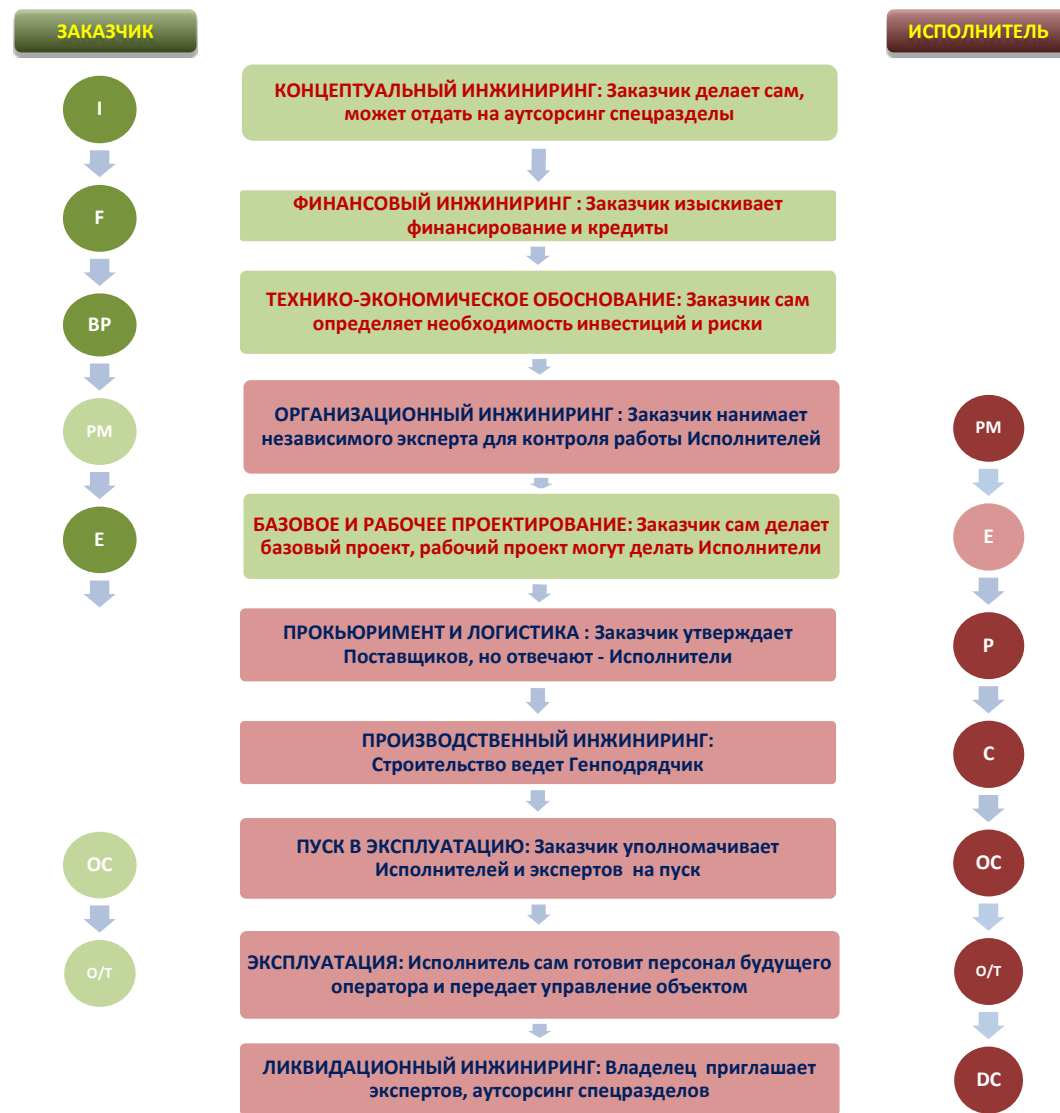 ЗАКАЗЧИК
ИСПОЛНИТЕЛЬ
I
КОНЦЕПТУАЛЬНЫЙ ИНЖИНИРИНГ: Заказчик делает сам,
может отдать на аутсорсинг спецразделы
F
ФИНАНСОВЫЙ ИНЖИНИРИНГ : Заказчик изыскивает
финансирование и кредиты
BP
ТЕХНИКО-ЭКОНОМИЧЕСКОЕ ОБОСНОВАНИЕ: Заказчик сам
определяет необходимость инвестиций и риски
PM
ОРГАНИЗАЦИОННЫЙ ИНЖИНИРИНГ : Заказчик нанимает
независимого эксперта для контроля работы Исполнителей
PM
E
БАЗОВОЕ И РАБОЧЕЕ ПРОЕКТИРОВАНИЕ: Заказчик сам делает
базовый проект, рабочий проект могут делать Исполнители
E
ПРОКЬЮРИМЕНТ И ЛОГИСТИКА : Заказчик утверждает
Поставщиков, но отвечают - Исполнители
P
ПРОИЗВОДСТВЕННЫЙ ИНЖИНИРИНГ:
Строительство ведет Генподрядчик
C
OC
ПУСК В ЭКСПЛУАТАЦИЮ: Заказчик уполномачивает
Исполнителей и экспертов на пуск
OC
O/T
ЭКСПЛУАТАЦИЯ: Исполнитель сам готовит персонал будущего
оператора и передает управление объектом
O/T
ЛИКВИДАЦИОННЫЙ ИНЖИНИРИНГ: Владелец приглашает
экспертов, аутсорсинг спецразделов
DC